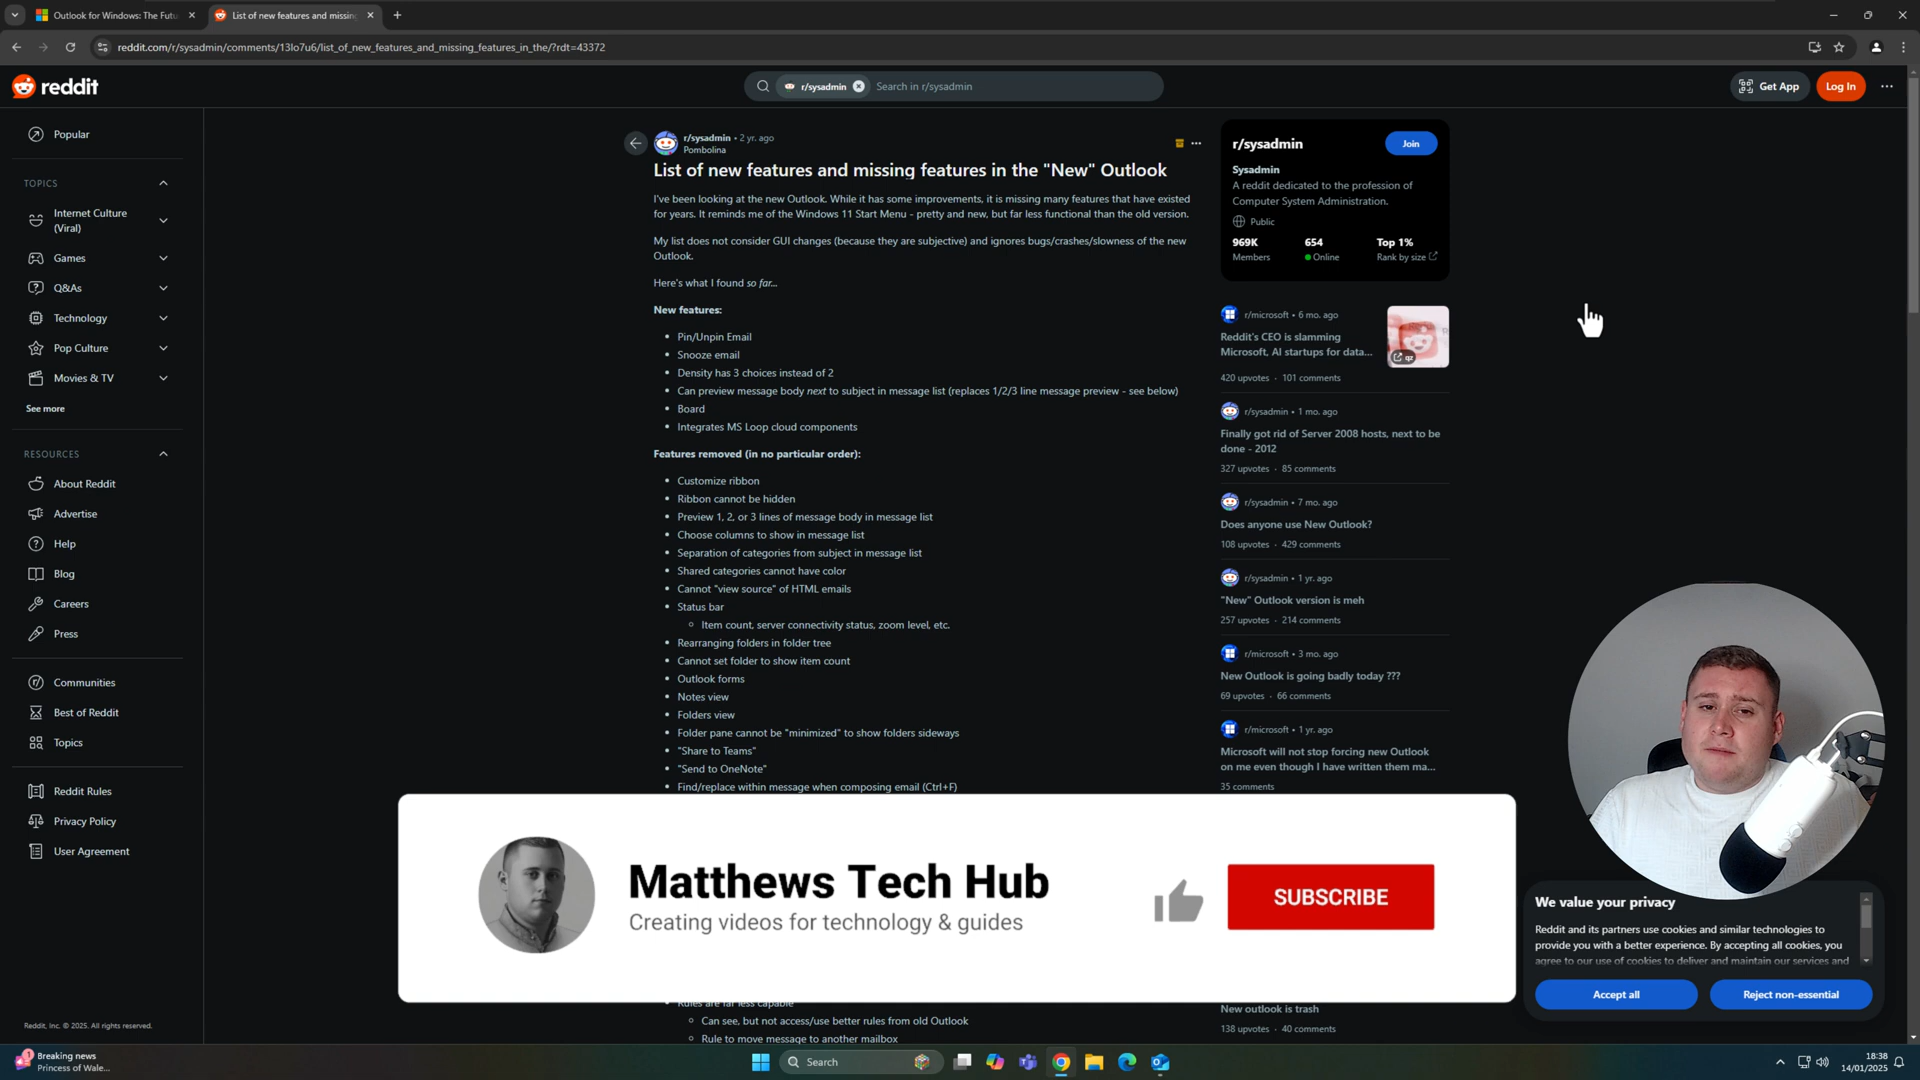 Outlook for Windows: The Futu
List of new features and missing
reddit.com/r/sysadmin/comments/13lo7u6/list_of_new_features_and_missing_features_in_the/?rdt=43372
reddit
r/sysadmin
Search in r/sysadmin
Get App
Log In
Popular
TOPICS
Internet Culture
(Viral)
Games
Q&As
Technology
Pop Culture
Movies & TV
See more
RESOURCES
About Reddit
Advertise
Help
Blog
Careers
Press
Communities
Best of Reddit
Topics
Reddit Rules
Privacy Policy
User Agreement
Reddit, Inc. © 2025. All rights reserved.
r/sysadmin • 2 yr. ago
Pombolina
List of new features and missing features in the "New" Outlook
I've been looking at the new Outlook. While it has some improvements, it is missing many features that have existed
for years. It reminds me of the Windows 11 Start Menu - pretty and new, but far less functional than the old version.
My list does not consider GUI changes (because they are subjective) and ignores bugs/crashes/slowness of the new
Outlook.
Here's what I found so far...
New features:
• Pin/Unpin Email
• Snooze email
• Density has 3 choices instead of 2
• Can preview message body next to subject in message list (replaces 1/2/3 line message preview - see below)
• Board
• Integrates MS Loop cloud components
Features removed (in no particular order):
• Customize ribbon
• Ribbon cannot be hidden
• Preview 1, 2, or 3 lines of message body in message list
• Choose columns to show in message list
• Separation of categories from subject in message list
• Shared categories cannot have color
• Cannot "view source" of HTML emails
• Status bar
○ Item count, server connectivity status, zoom level, etc.
• Rearranging folders in folder tree
• Cannot set folder to show item count
• Outlook forms
• Notes view
• Folders view
• Folder pane cannot be "minimized" to show folders sideways
• "Share to Teams"
• "Send to OneNote"
• Find/replace within message when composing email (Ctrl+F)
Matthews Tech Hub
Creating videos for technology & guides
SUBSCRIBE
• Rules are far less capable
○ Can see, but not access/use better rules from old Outlook
○ Rule to move message to another mailbox
r/sysadmin
Join
Sysadmin
A reddit dedicated to the profession of
Computer System Administration.
Public
969K 654 Top 1%
Members Online Rank by size
r/microsoft • 6 mo. ago
Reddit's CEO is slamming
Microsoft, AI startups for data...
420 upvotes · 101 comments
r/sysadmin • 1 mo. ago
Finally got rid of Server 2008 hosts, next to be
done - 2012
327 upvotes · 85 comments
r/sysadmin • 7 mo. ago
Does anyone use New Outlook?
108 upvotes · 429 comments
r/sysadmin • 1 yr. ago
"New" Outlook version is meh
257 upvotes · 214 comments
r/microsoft • 3 mo. ago
New Outlook is going badly today ???
69 upvotes · 66 comments
r/microsoft • 1 yr. ago
Microsoft will not stop forcing new Outlook
on me even though I have written them ma...
35 comments
New outlook is trash
138 upvotes · 40 comments
We value your privacy
Reddit and its partners use cookies and similar technologies to
provide you with a better experience. By accepting all cookies, you
agree to our use of cookies to deliver and maintain our services and
Accept all
Reject non-essential
1
Breaking news
Princess of Wale...
Search
18:38
14/01/2025